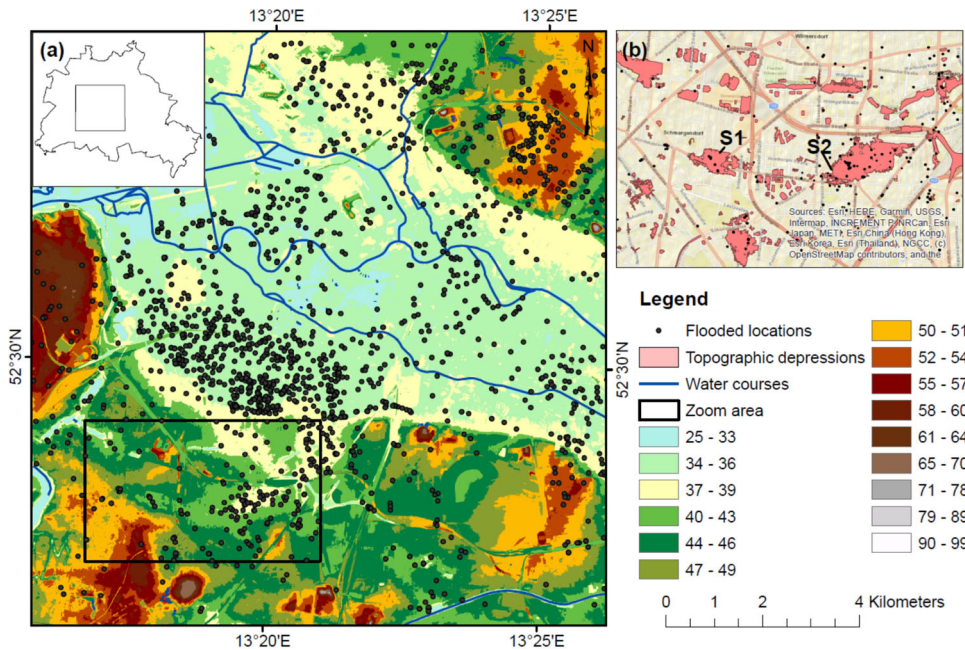 13°20'E
13°25'E
(a)
N
(b)
Wilmersdorf
Schmargendorf
S1
S2
Sources: Esri, HERE, Garmin, USGS,
Intermap, INCREMENT P, NRCan, Esri
Japan, METI, Esri China (Hong Kong),
Esri Korea, Esri (Thailand), NGCC, (c)
OpenStreetMap contributors, and the
52°30'N
52°30'N
Legend
Flooded locations
Topographic depressions
Water courses
Zoom area
25 - 33
34 - 36
37 - 39
40 - 43
44 - 46
47 - 49
50 - 51
52 - 54
55 - 57
58 - 60
61 - 64
65 - 70
71 - 78
79 - 89
90 - 99
0 1 2 4 Kilometers
13°20'E
13°25'E